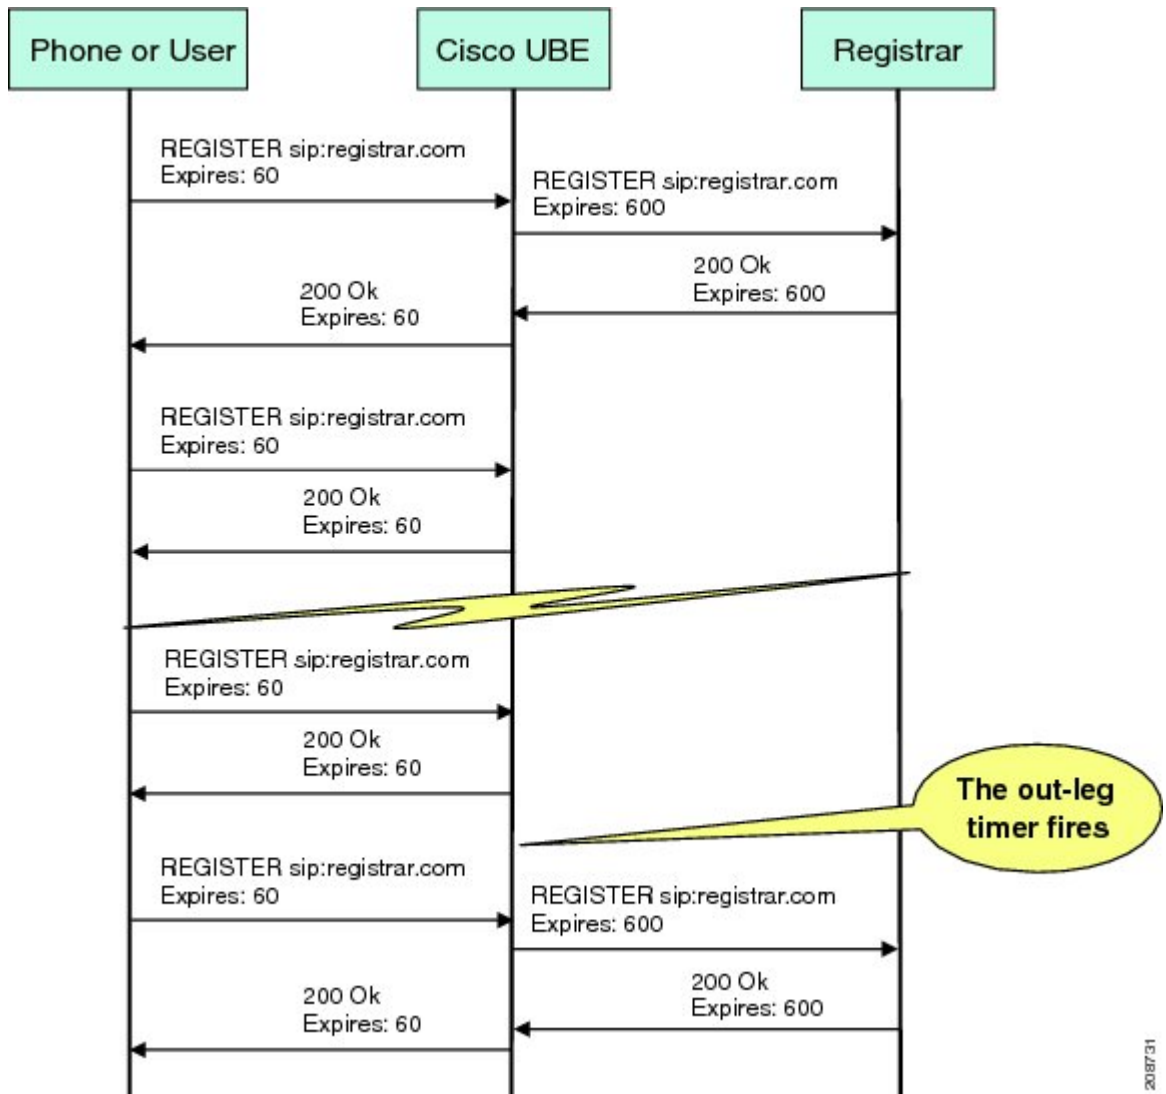 Phone or User
Cisco UBE
Registrar
REGISTER sip:registrar.com
Expires: 60
REGISTER sip:registrar.com
Expires: 600
200 Ok
Expires: 600
200 Ok
Expires: 60
REGISTER sip:registrar.com
Expires: 60
200 Ok
Expires: 60
REGISTER sip:registrar.com
Expires: 60
200 Ok
Expires: 60
The out-leg
timer fires
REGISTER sip:registrar.com
Expires: 60
REGISTER sip:registrar.com
Expires: 600
200 Ok
Expires: 600
200 Ok
Expires: 60
208731